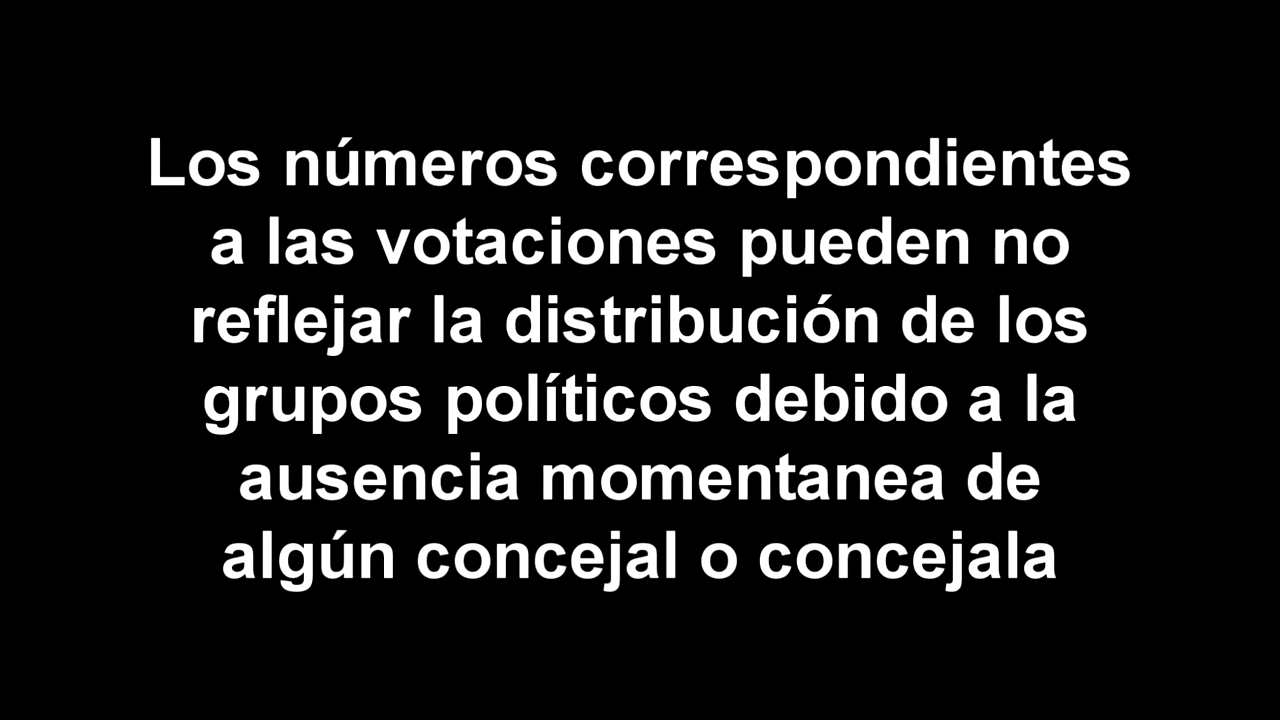 Los números correspondientes
a las votaciones pueden no
reflejar la distribución de los
grupos políticos debido a la
ausencia momentanea de
algún concejal o concejala